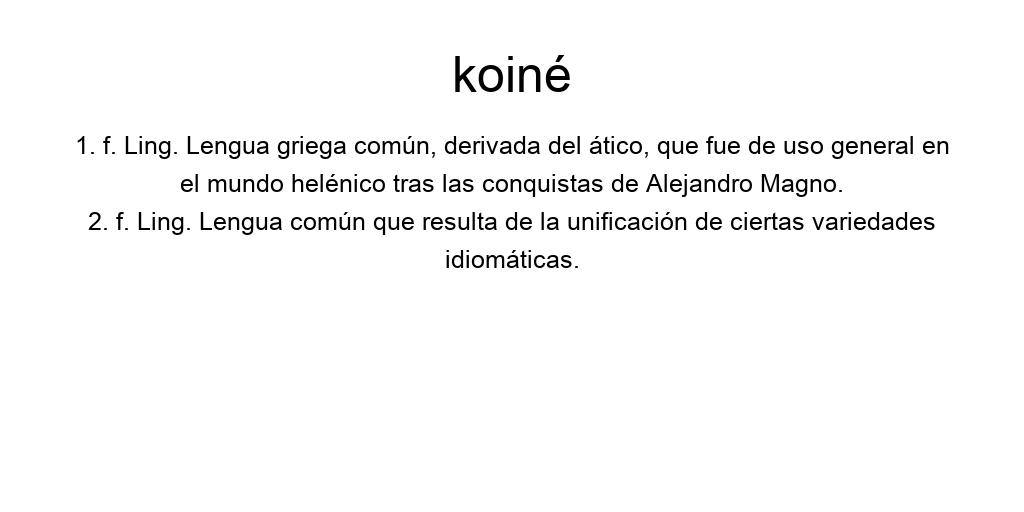 koiné
1. f. Ling. Lengua griega común, derivada del ático, que fue de uso general en
el mundo helénico tras las conquistas de Alejandro Magno.
2. f. Ling. Lengua común que resulta de la unificación de ciertas variedades
idiomáticas.